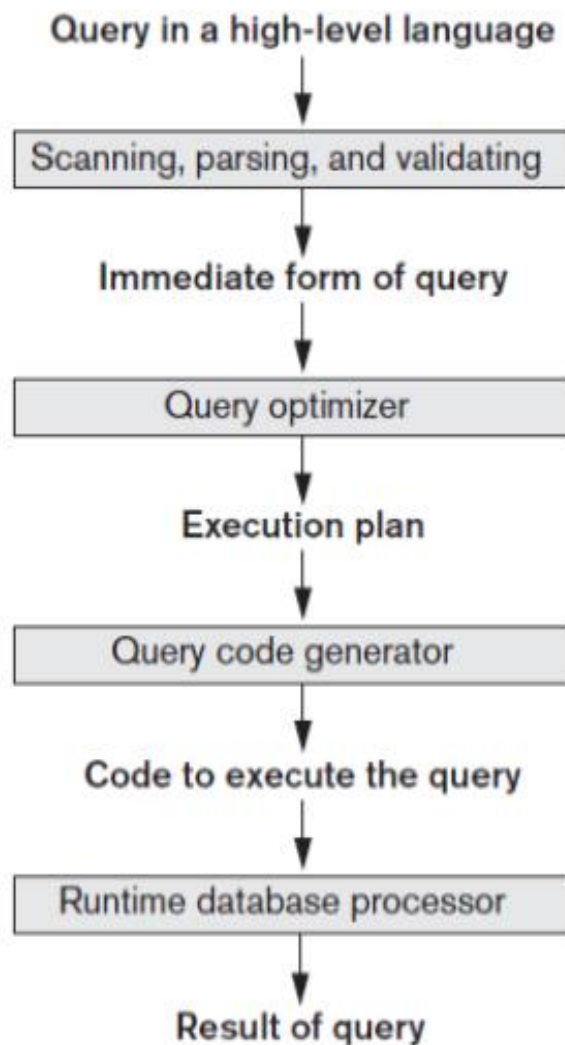 Query in a high-level language
Scanning, parsing, and validating
Immediate form of query
Query optimizer
Execution plan
Query code generator
Code to execute the query
Runtime database processor
Result of query